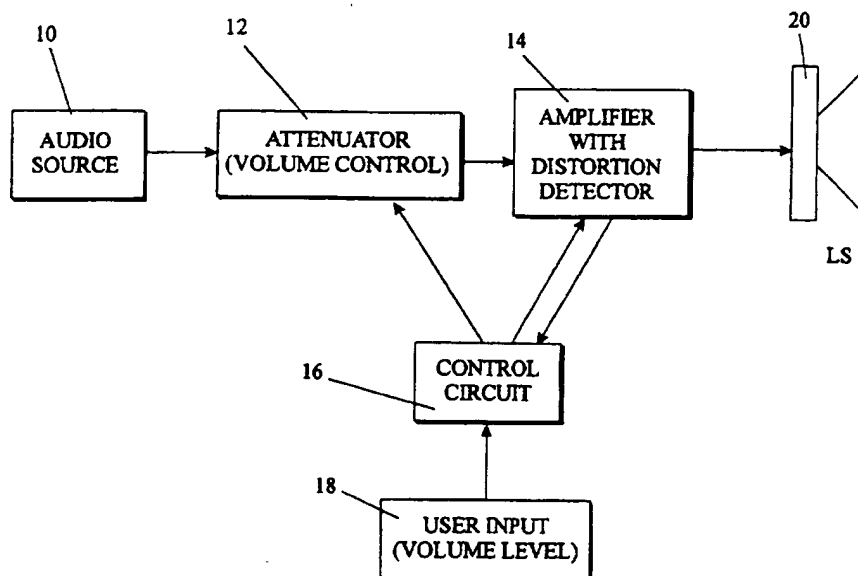 10
12
14
20
AUDIO
SOURCE
ATTENUATOR
(VOLUME CONTROL)
AMPLIFIER
WITH
DISTORTION
DETECTOR
LS
16
CONTROL
CIRCUIT
18
USER INPUT
(VOLUME LEVEL)